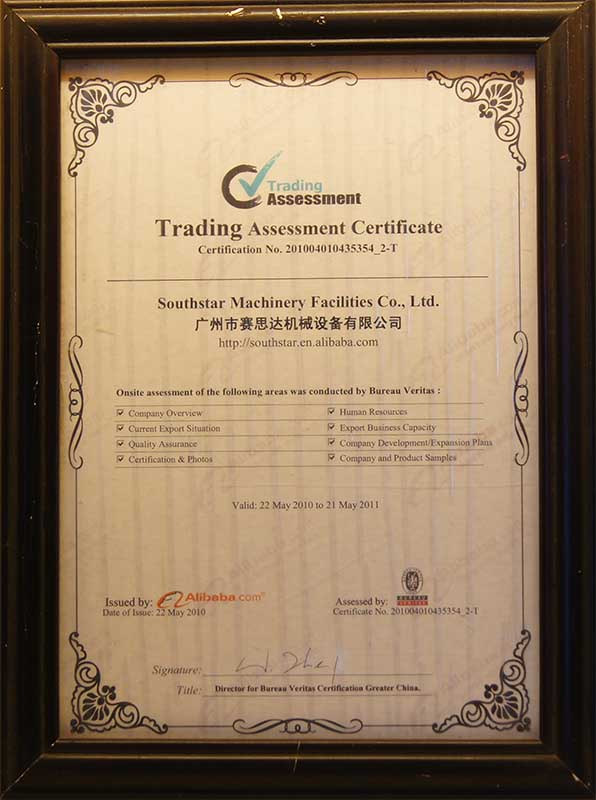 Trading
Assessment
Trading Assessment Certificate
Certification No. 201004010435354_2-T
Southstar Machinery Facilities Co., Ltd.
广州市赛思达机械设备有限公司
http://southstar.en.alibaba.com
Onsite assessment of the following areas was conducted by Bureau Veritas :
Company Overview
Human Resources
Current Export Situation
Export Business Capacity
Quality Assurance
Company Development/Expansion Plans
Certification & Photos
Company and Product Samples
Valid: 22 May 2010 to 21 May 2011
Issued by: Alibaba.com®
Date of Issue: 22 May 2010
Assessed by: BUREAU VERITAS
Certificate No. 201004010435354_2-T
Signature:
Title: Director for Bureau Veritas Certification Greater China.